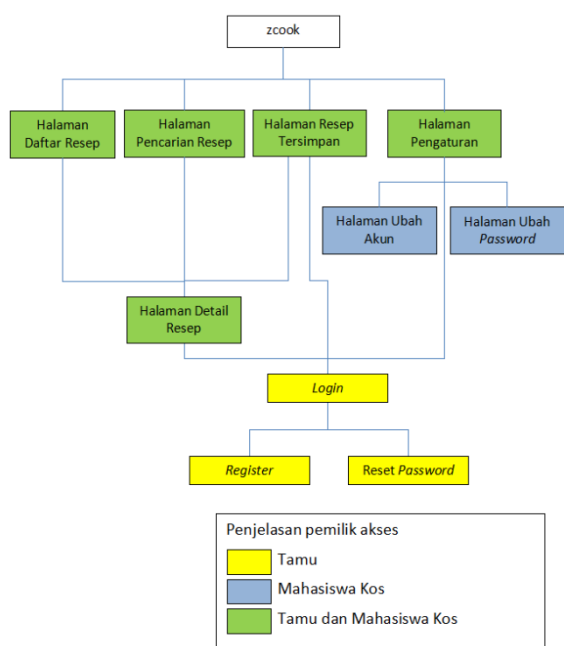 zcook
Halaman
Daftar Resep
Halaman
Pencarian Resep
Halaman Resep
Tersimpan
Halaman
Pengaturan
Halaman Ubah
Akun
Halaman Ubah
Password
Halaman Detail
Resep
Login
Register
Reset Password
Penjelasan pemilik akses
Tamu
Mahasiswa Kos
Tamu dan Mahasiswa Kos